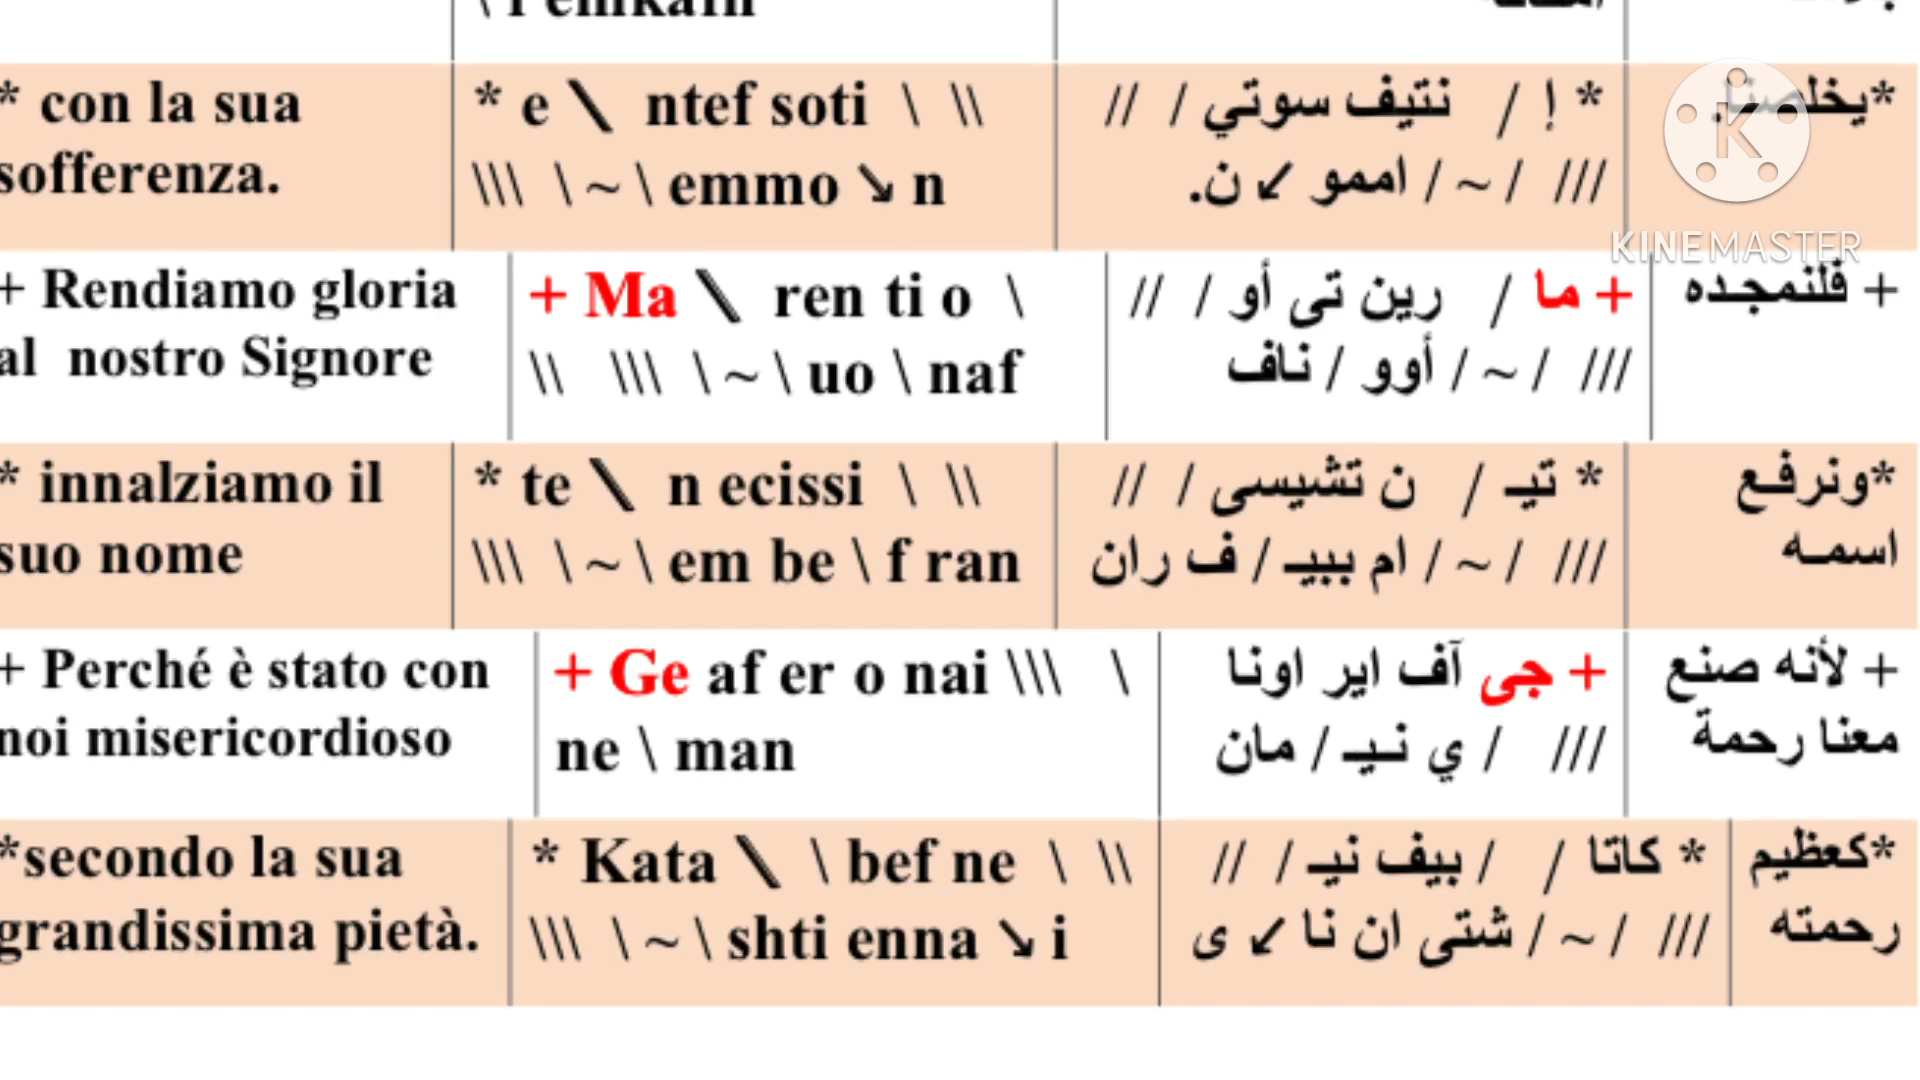 * con la sua
sofferenza.
* e \ ntef soti \ \\
\\\ \ ~ \ emmo ↘ n
* إ / نتيف سوتي / //
/// / ~ / اممو ↙ ن.
*يخلصنا.
KINEMASTER
+ Rendiamo gloria
al nostro Signore
+ Ma \ ren ti o \
\\ \\\ \ ~ \ uo \ naf
+ ما / رين تى أو / //
/// / ~ / أوو / ناف
+ فلنمجده
* innalziamo il
suo nome
* te \ n ecissi \ \\
\\\ \ ~ \ em be \ f ran
* تيـ / ن تشيسى / //
/// / ~ / ام ببيـ / ف ران
*ونرفع
اسمه
+ Perché è stato con
noi misericordioso
+ Ge af er o nai \\\ \
ne \ man
+ جى آف اير اونا
/// / ي نـيـ / مان
+ لأنه صنع
معنا رحمة
*secondo la sua
grandissima pietà.
* Kata \ \ bef ne \ \\
\\\ \ ~ \ shti enna ↘ i
* كاتا / / بيف نيـ / //
/// / ~ / شتى ان نا ↙ ى
*كعظيم
رحمته